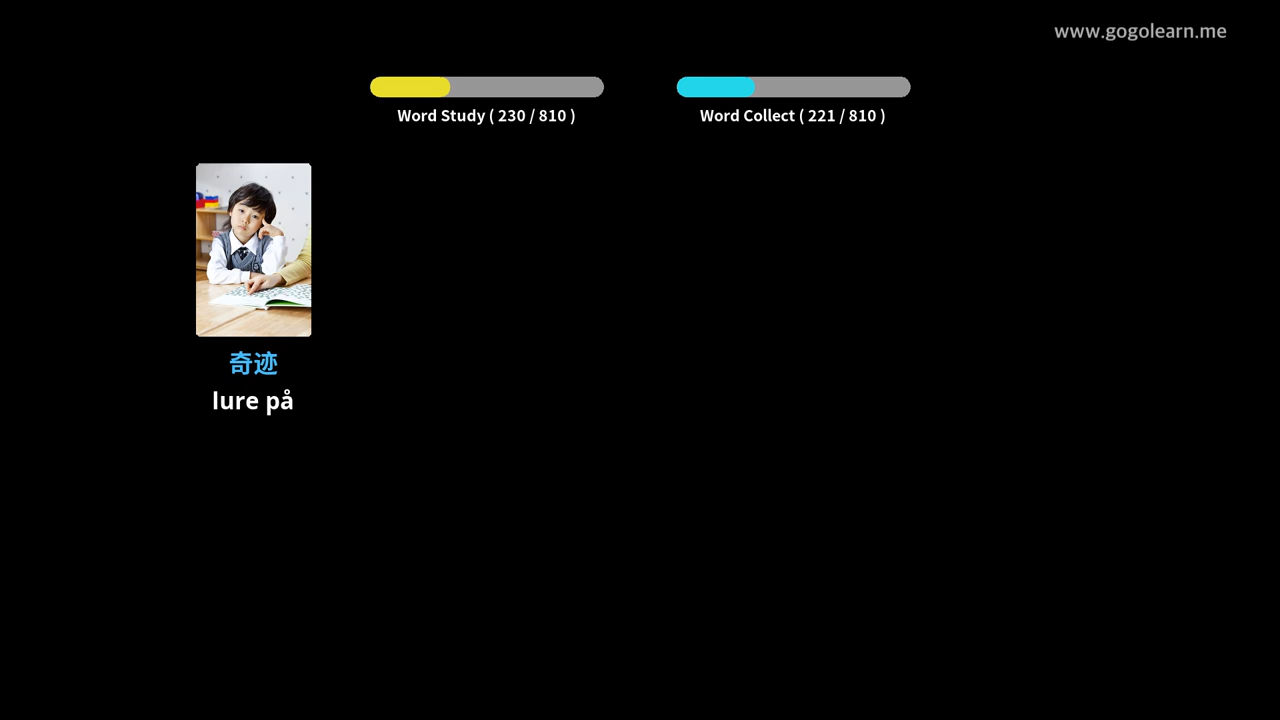 www.gogolearn.me
Word Study ( 230 / 810 )
Word Collect ( 221 / 810 )
奇迹
lure på